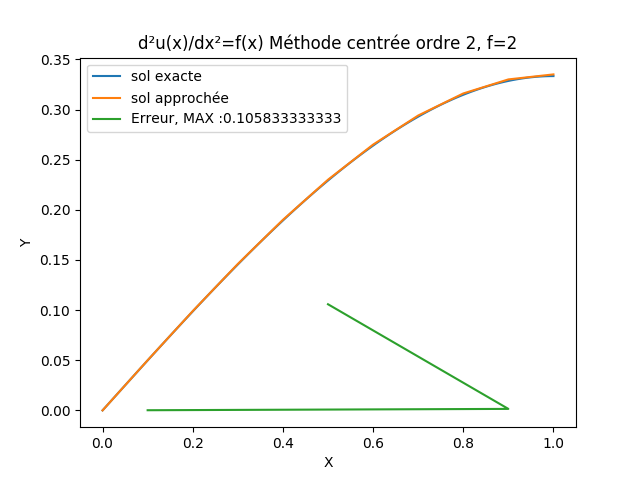 d²u(x)/dx²=f(x) Méthode centrée ordre 2, f=2
sol exacte
sol approchée
Erreur, MAX :0.105833333333
0.35
0.30
0.25
0.20
0.15
0.10
0.05
0.00
Y
0.0 0.2 0.4 0.6 0.8 1.0
X